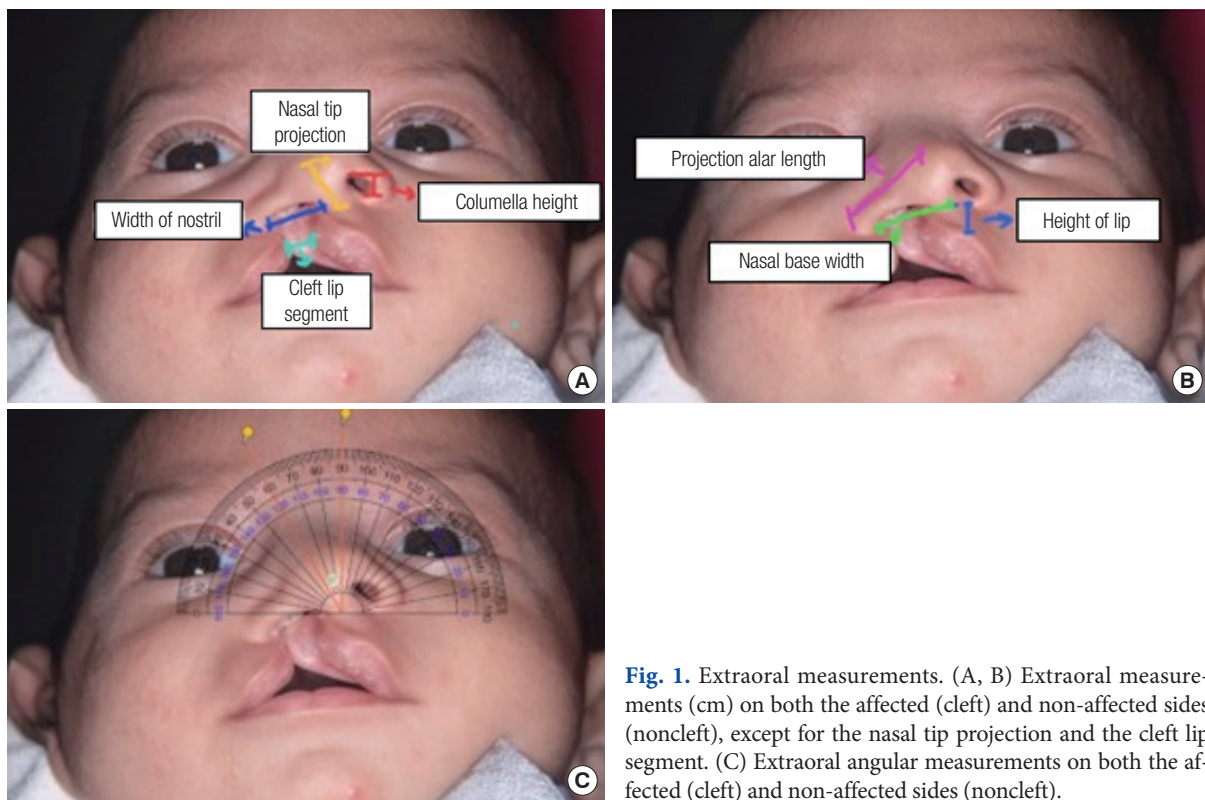 Nasal tip
projection
Width of nostril
Columella height
Cleft lip
segment
A
Projection alar length
Height of lip
Nasal base width
B
C
Fig. 1. Extraoral measurements. (A, B) Extraoral measure-
ments (cm) on both the affected (cleft) and non-affected sides
(noncleft), except for the nasal tip projection and the cleft lip
segment. (C) Extraoral angular measurements on both the af-
fected (cleft) and non-affected sides (noncleft).